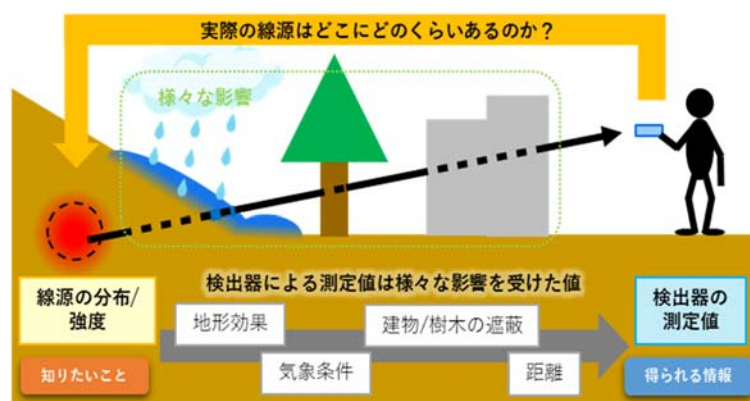 実際の線源はどこにどのくらいあるのか？
様々な影響
検出器による測定値は様々な影響を受けた値
線源の分布/
強度
地形効果
建物/樹木の遮蔽
検出器の
測定値
知りたいこと
気象条件
距離
得られる情報